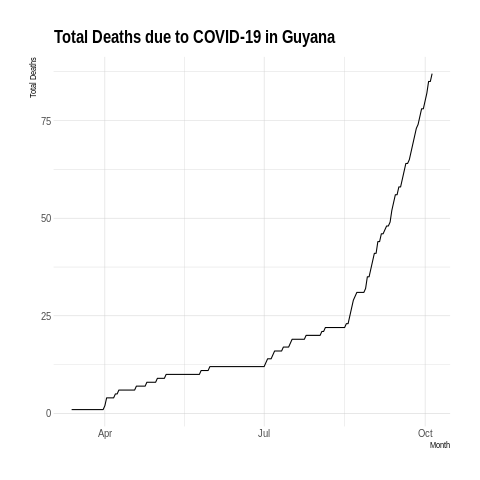 Total Deaths due to COVID-19 in Guyana
Total Deaths
75
50
25
0
Apr
Jul
Oct
Month